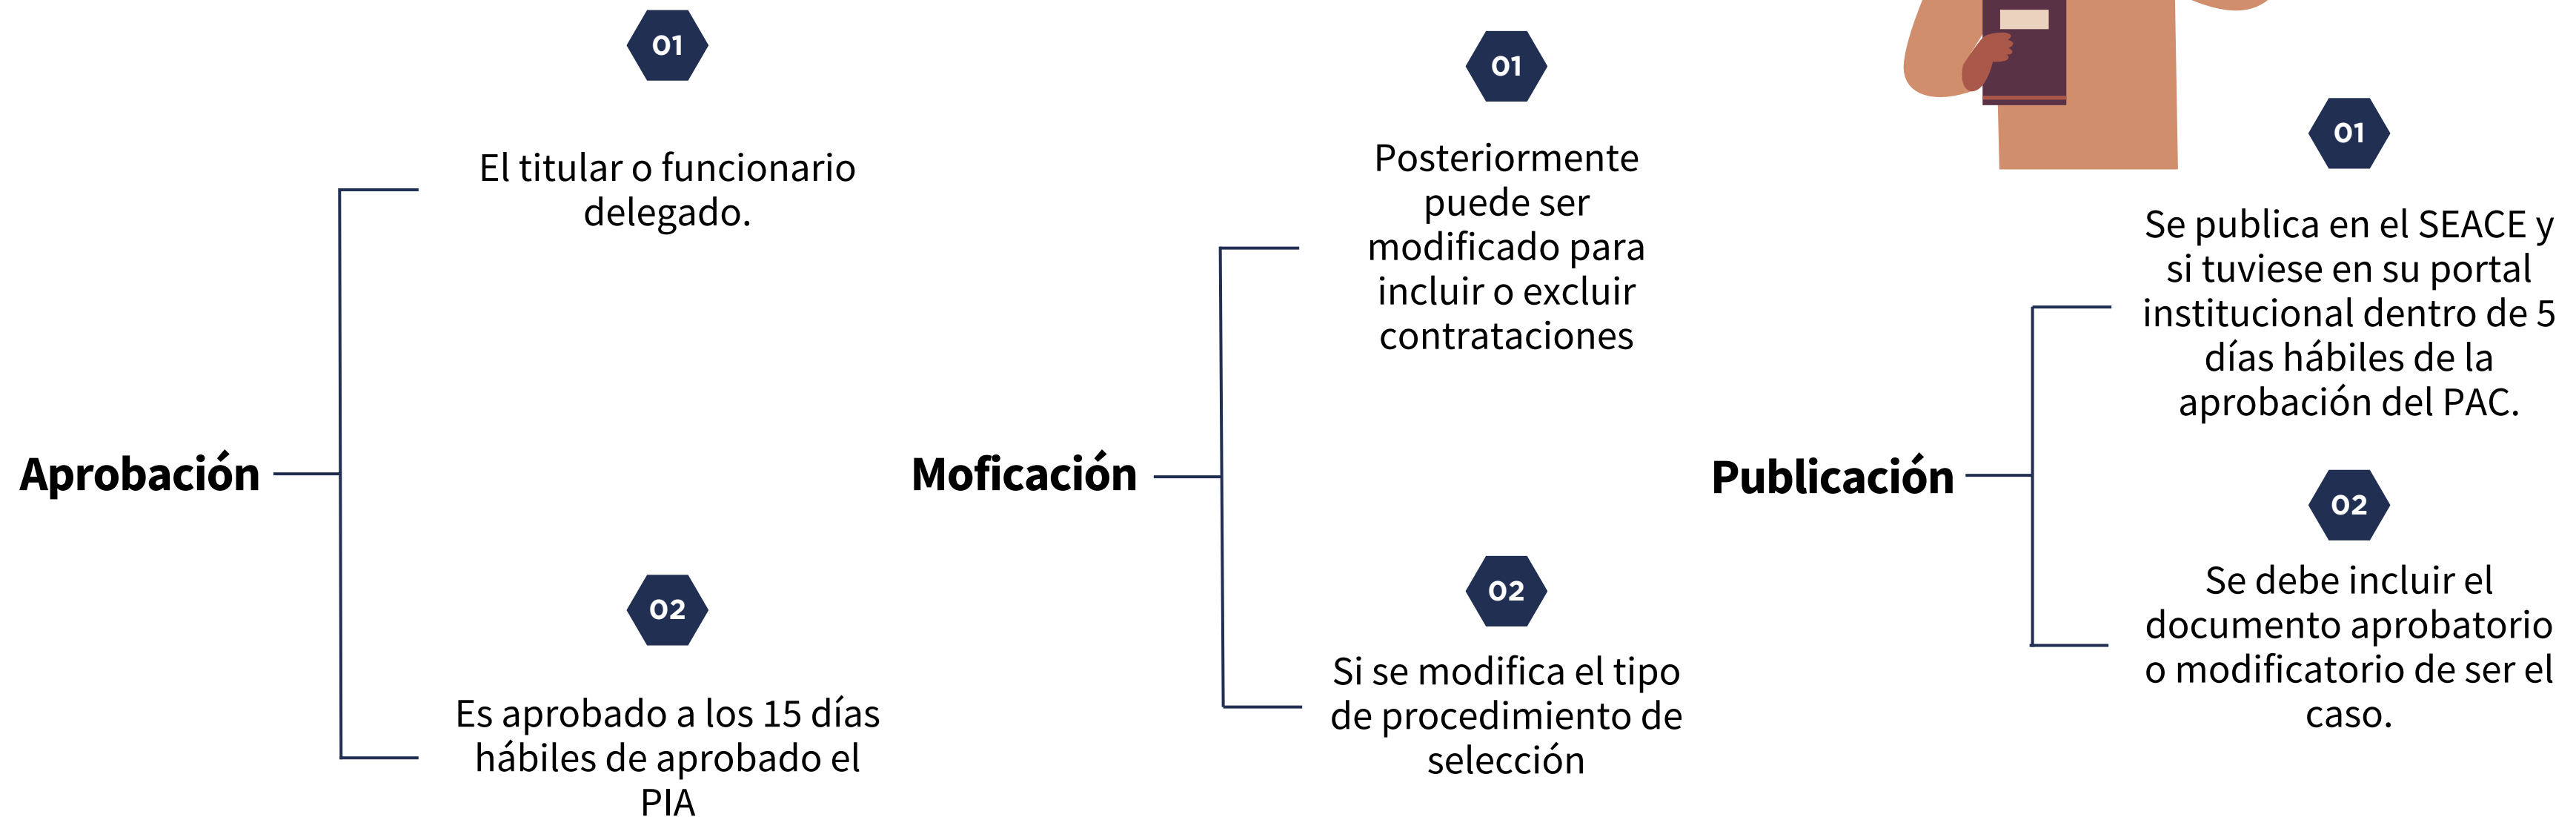 Aprobación
01
El titular o funcionario
delegado.
02
Es aprobado a los 15 días
hábiles de aprobado el
PIA
Moficación
01
Posteriormente
puede ser
modificado para
incluir o excluir
contrataciones
02
Si se modifica el tipo
de procedimiento de
selección
Publicación
01
Se publica en el SEACE y
si tuviese en su portal
institucional dentro de 5
días hábiles de la
aprobación del PAC.
02
Se debe incluir el
documento aprobatorio
o modificatorio de ser el
caso.